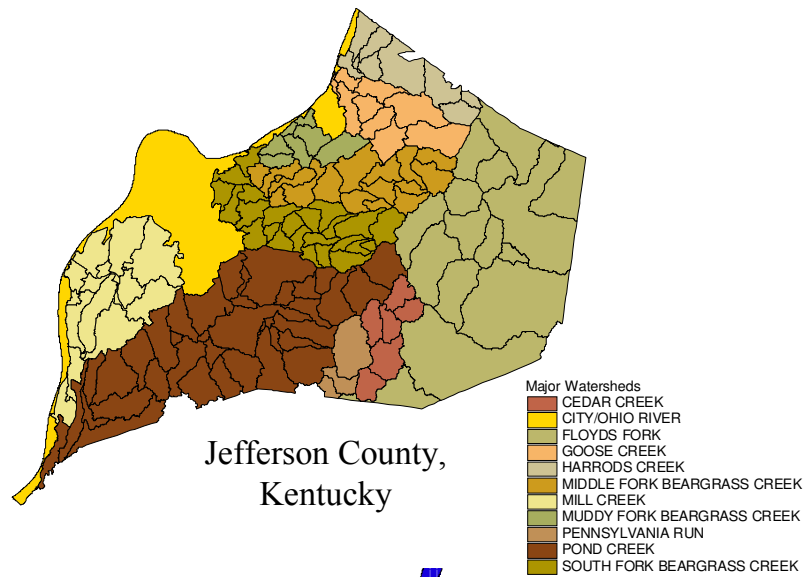 Jefferson County,
Kentucky
Major Watersheds
CEDAR CREEK
CITY/OHIO RIVER
FLOYDS FORK
GOOSE CREEK
HARRODS CREEK
MIDDLE FORK BEARGRASS CREEK
MILL CREEK
MUDDY FORK BEARGRASS CREEK
PENNSYLVANIA RUN
POND CREEK
SOUTH FORK BEARGRASS CREEK